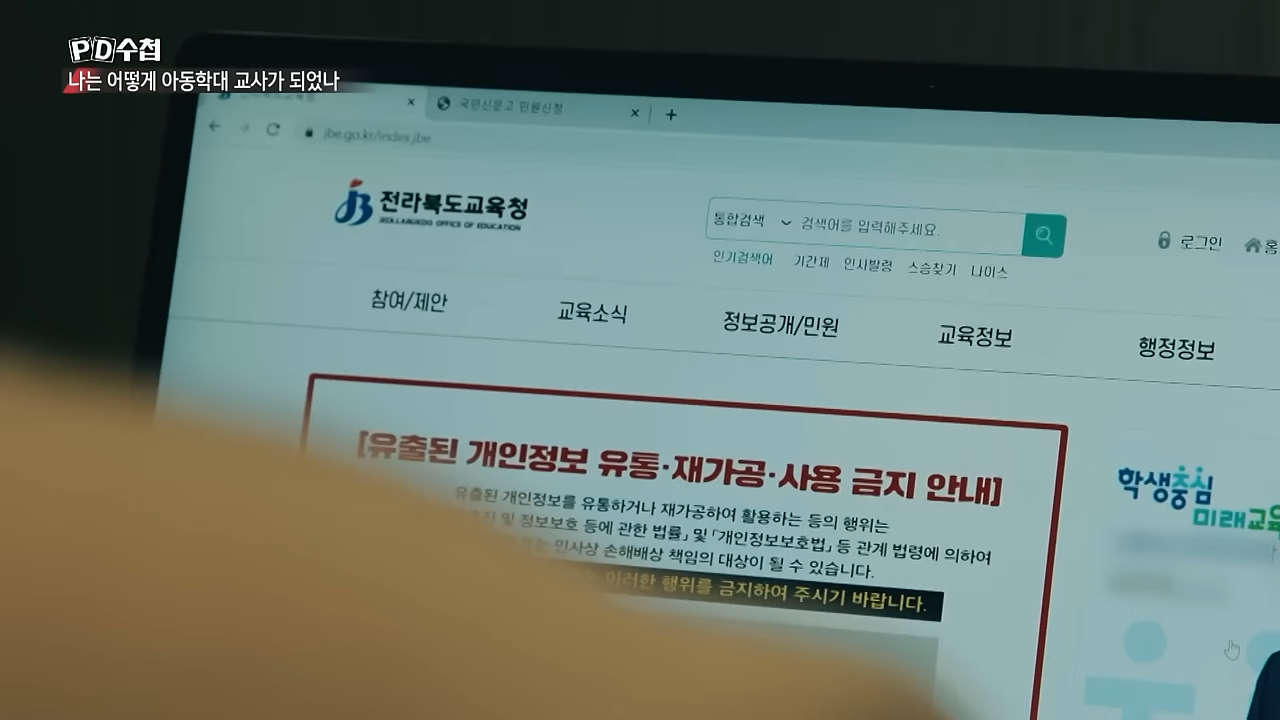 PD수첩
나는 어떻게 아동학대 교사가 되었나
국민신문고 민원신청
jbe.go.kr/index.jbe
전라북도교육청
JEOLLABUKDO OFFICE OF EDUCATION
통합검색 검색어를 입력해주세요.
로그인 홈
인기검색어 기간제 인사발령 스승찾기 나이스
참여/제안 교육소식 정보공개/민원 교육정보 행정정보
[유출된 개인정보 유통·재가공·사용 금지 안내]
유출된 개인정보를 유통하거나 재가공하여 활용하는 등의 행위는
및 정보보호 등에 관한 법률」 및 「개인정보보호법」 등 관계 법령에 의하여
민사상 손해배상 책임의 대상이 될 수 있습니다.
이러한 행위를 금지하여 주시기 바랍니다.
학생중심
미래교육